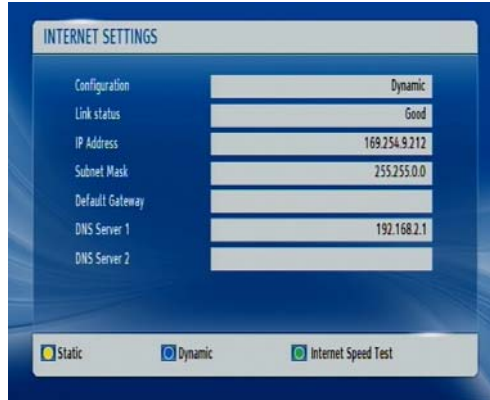 INTERNET SETTINGS
Configuration Dynamic
Link status Good
IP Address 169.254.9.212
Subnet Mask 255.255.0.0
Default Gateway
DNS Server 1 192.168.2.1
DNS Server 2
Static Dynamic Internet Speed Test